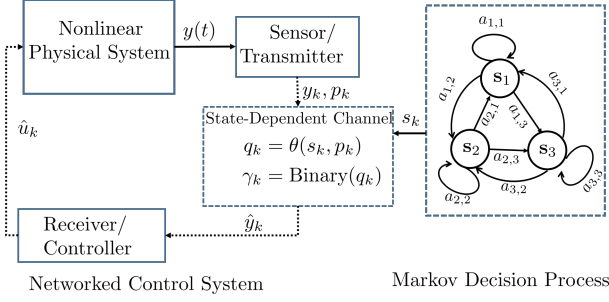 Nonlinear
Physical System
y(t)
Sensor/
Transmitter
y_k, p_k
State-Dependent Channel
q_k = θ(s_k, p_k)
γ_k = Binary(q_k)
s_k
û_k
ŷ_k
Receiver/
Controller
Networked Control System
a_{1,1}
s_1
a_{1,2}
a_{2,1}
a_{1,3}
a_{3,1}
s_2
s_3
a_{2,3}
a_{2,2}
a_{3,2}
a_{3,3}
Markov Decision Process